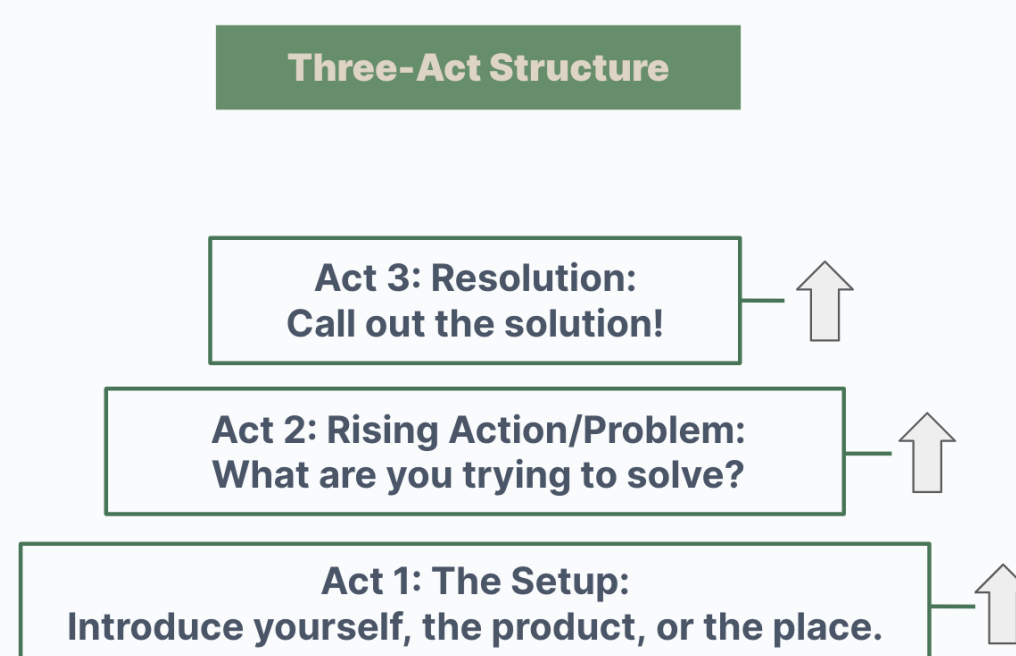 Three-Act Structure
Act 3: Resolution:
Call out the solution!
Act 2: Rising Action/Problem:
What are you trying to solve?
Act 1: The Setup:
Introduce yourself, the product, or the place.